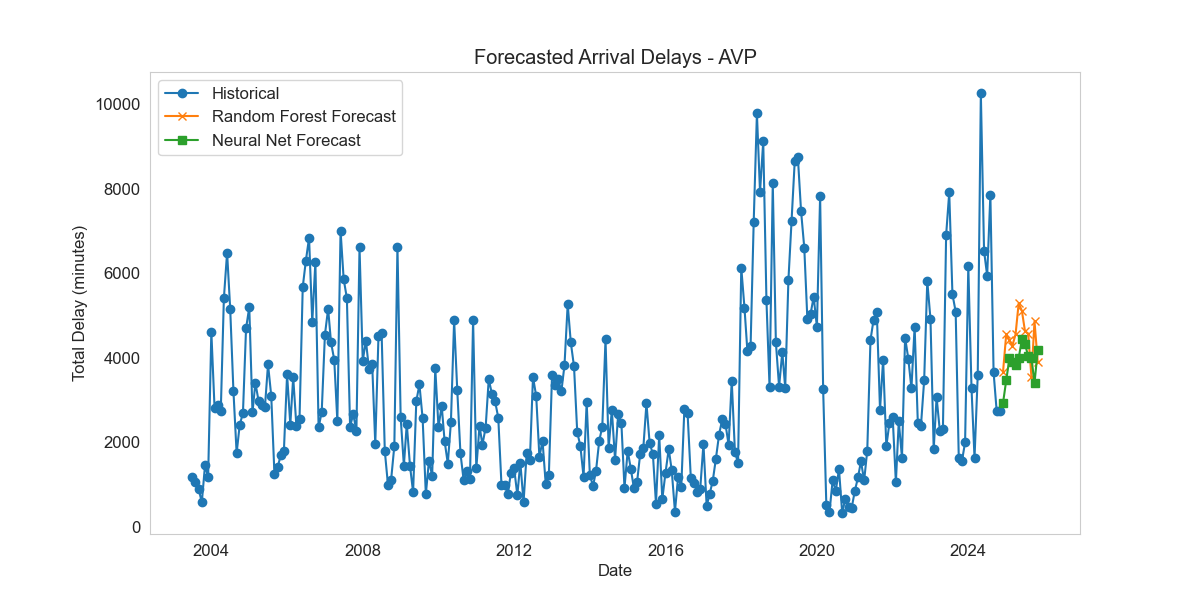 Forecasted Arrival Delays - AVP
Historical
Random Forest Forecast
Neural Net Forecast
Total Delay (minutes)
10000
8000
6000
4000
2000
0
2004 2008 2012 2016 2020 2024
Date